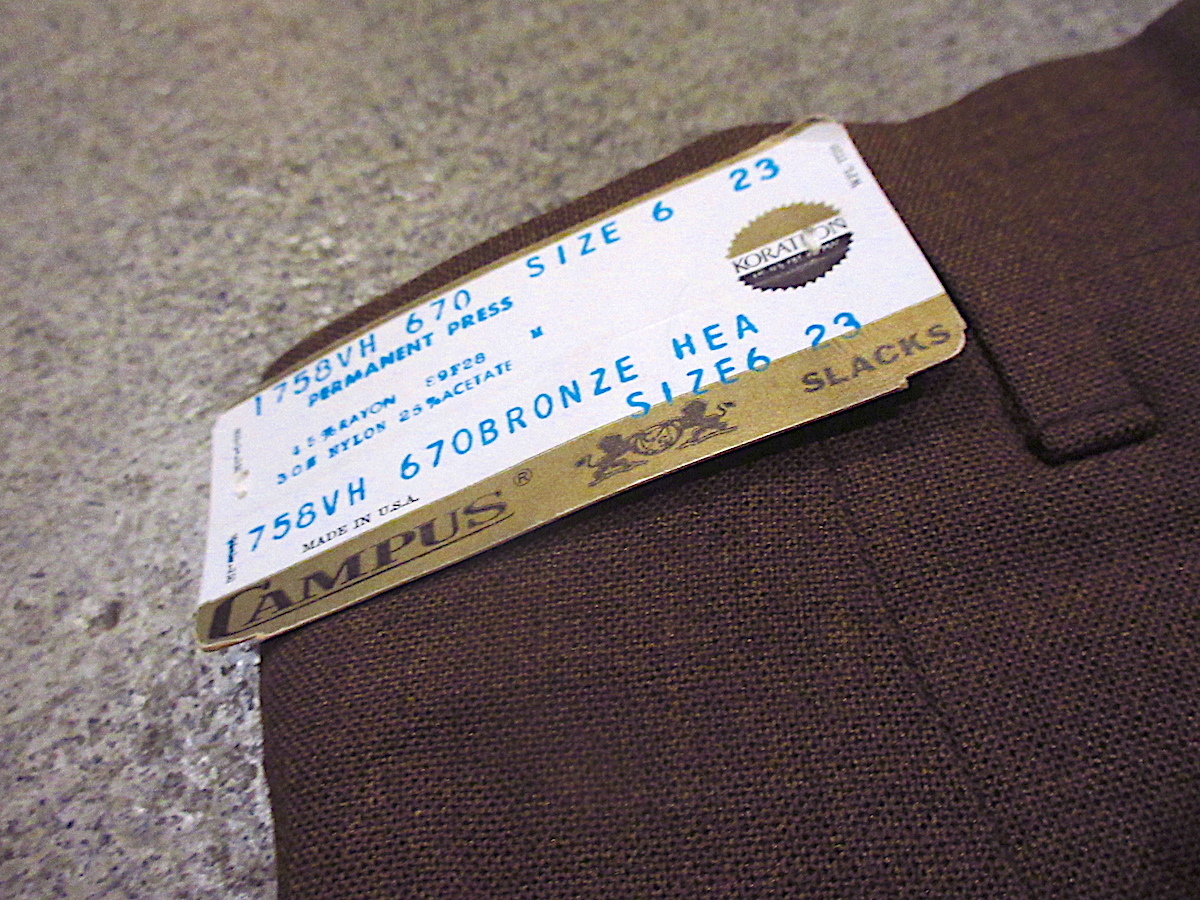 SIZE 6 23
1758VH 670
PERMANENT PRESS
KORATRON
45%RAYON E9F28 M
30% NYLON 25%ACETATE
1758VH 670BRONZE HEA
SIZE6 23
MADE IN U.S.A.
CAMPUS® SLACKS